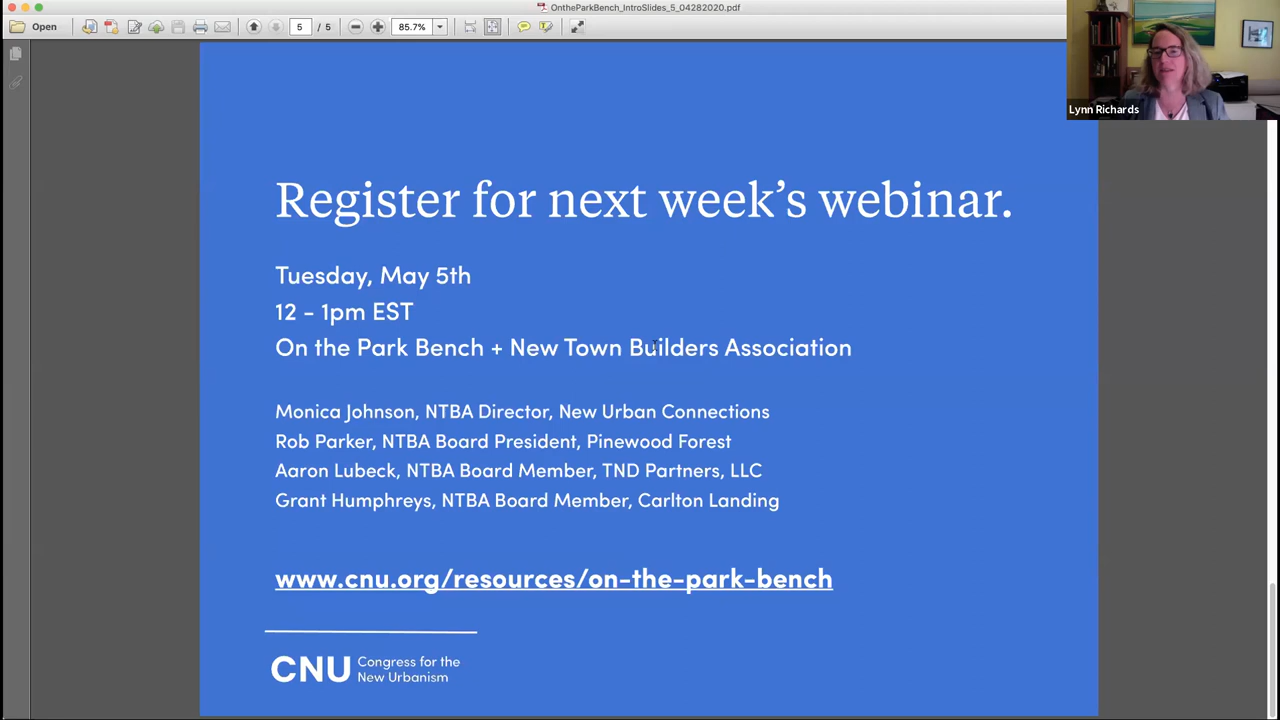 OntheParkBench_IntroSlides_5_04282020.pdf
Open
5 / 5
85.7%
Lynn Richards
Register for next week's webinar.
Tuesday, May 5th
12 - 1pm EST
On the Park Bench + New Town Builders Association
Monica Johnson, NTBA Director, New Urban Connections
Rob Parker, NTBA Board President, Pinewood Forest
Aaron Lubeck, NTBA Board Member, TND Partners, LLC
Grant Humphreys, NTBA Board Member, Carlton Landing
www.cnu.org/resources/on-the-park-bench
CNU Congress for the
New Urbanism